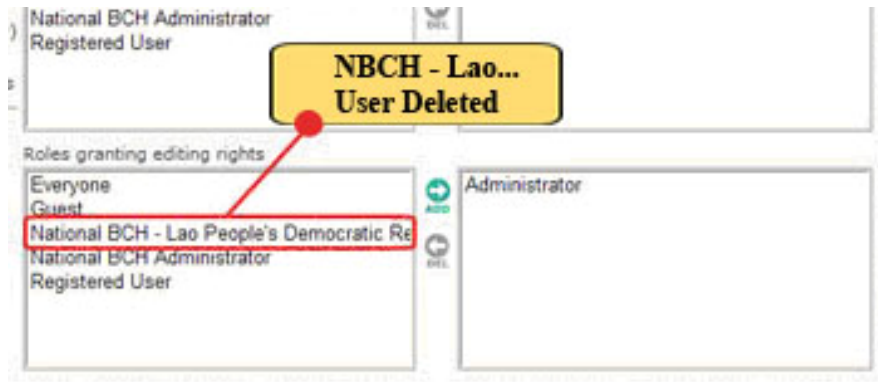 National BCH Administrator
Registered User
DEL
NBCH - Lao...
User Deleted
Roles granting editing rights
Everyone
Guest
National BCH - Lao People's Democratic Re
National BCH Administrator
Registered User
ADD
DEL
Administrator